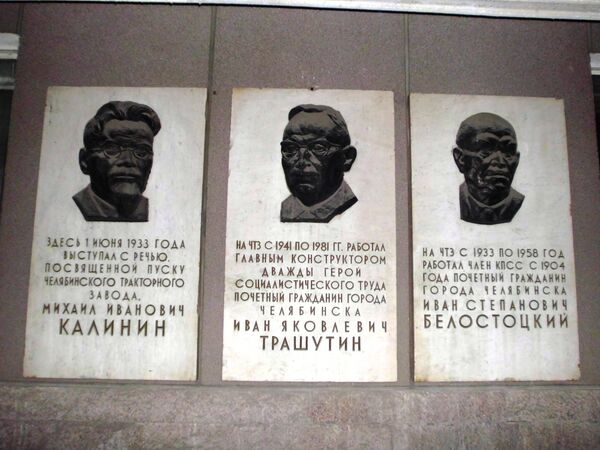 ЗДЕСЬ 1 ИЮНЯ 1933 ГОДА
ВЫСТУПАЛ С РЕЧЬЮ,
ПОСВЯЩЕННОЙ ПУСКУ
ЧЕЛЯБИНСКОГО ТРАКТОРНОГО
ЗАВОДА,
МИХАИЛ ИВАНОВИЧ
КАЛИНИН
НА ЧТЗ С 1941 ПО 1981 ГГ. РАБОТАЛ
ГЛАВНЫМ КОНСТРУКТОРОМ
ДВАЖДЫ ГЕРОЙ
СОЦИАЛИСТИЧЕСКОГО ТРУДА
ПОЧЕТНЫЙ ГРАЖДАНИН ГОРОДА
ЧЕЛЯБИНСКА
ИВАН ЯКОВЛЕВИЧ
ТРАШУТИН
НА ЧТЗ С 1933 ПО 1958 ГОД
РАБОТАЛ ЧЛЕН КПСС С 1904
ГОДА ПОЧЕТНЫЙ ГРАЖДАНИН
ГОРОДА ЧЕЛЯБИНСКА
ИВАН СТЕПАНОВИЧ
БЕЛОСТОЦКИЙ